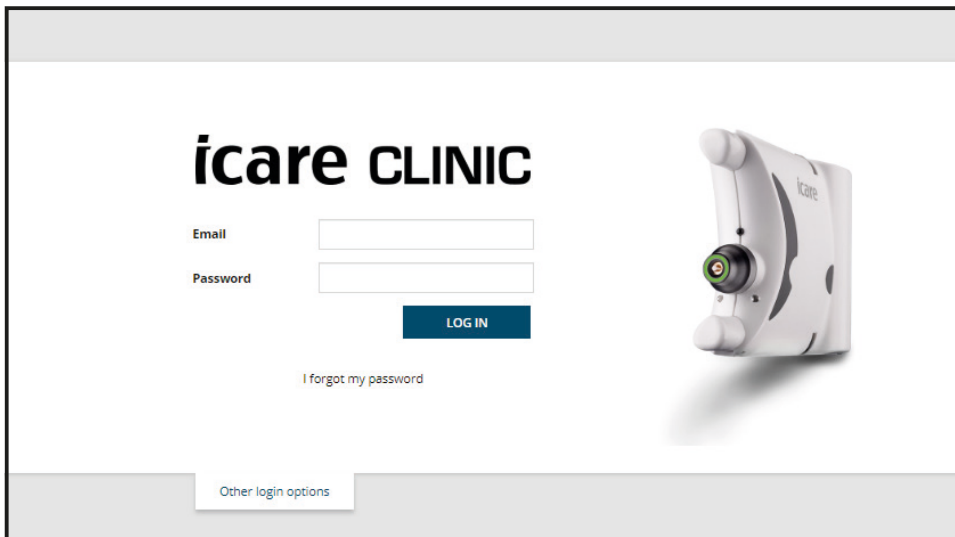 icare CLINIC
Email
Password
LOG IN
I forgot my password
Other login options
icare